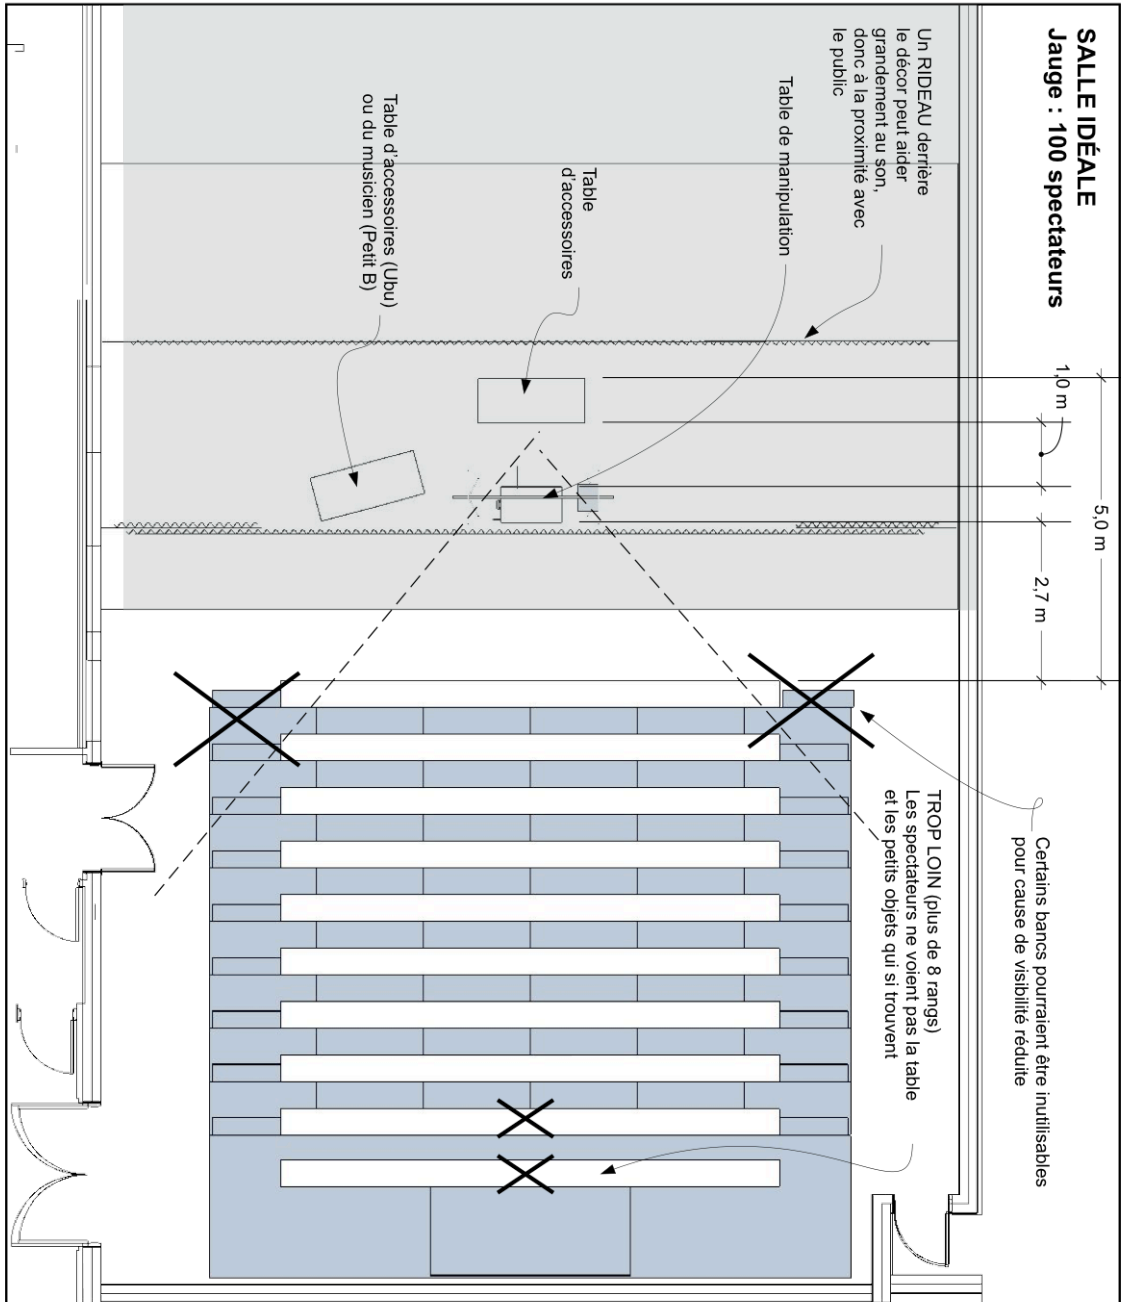 SALLE IDÉALE
Jauge : 100 spectateurs
Un RIDEAU derrière
le décor peut aider
grandement au son,
donc à la proximité avec
le public
Table de manipulation
Table
d'accessoires
Table d'accessoires (Ubu)
ou du musicien (Petit B)
1,0 m
5,0 m
2,7 m
Certains bancs pourraient être inutilisables
pour cause de visibilité réduite
TROP LOIN (plus de 8 rangs)
Les spectateurs ne voient pas la table
et les petits objets qui si trouvent